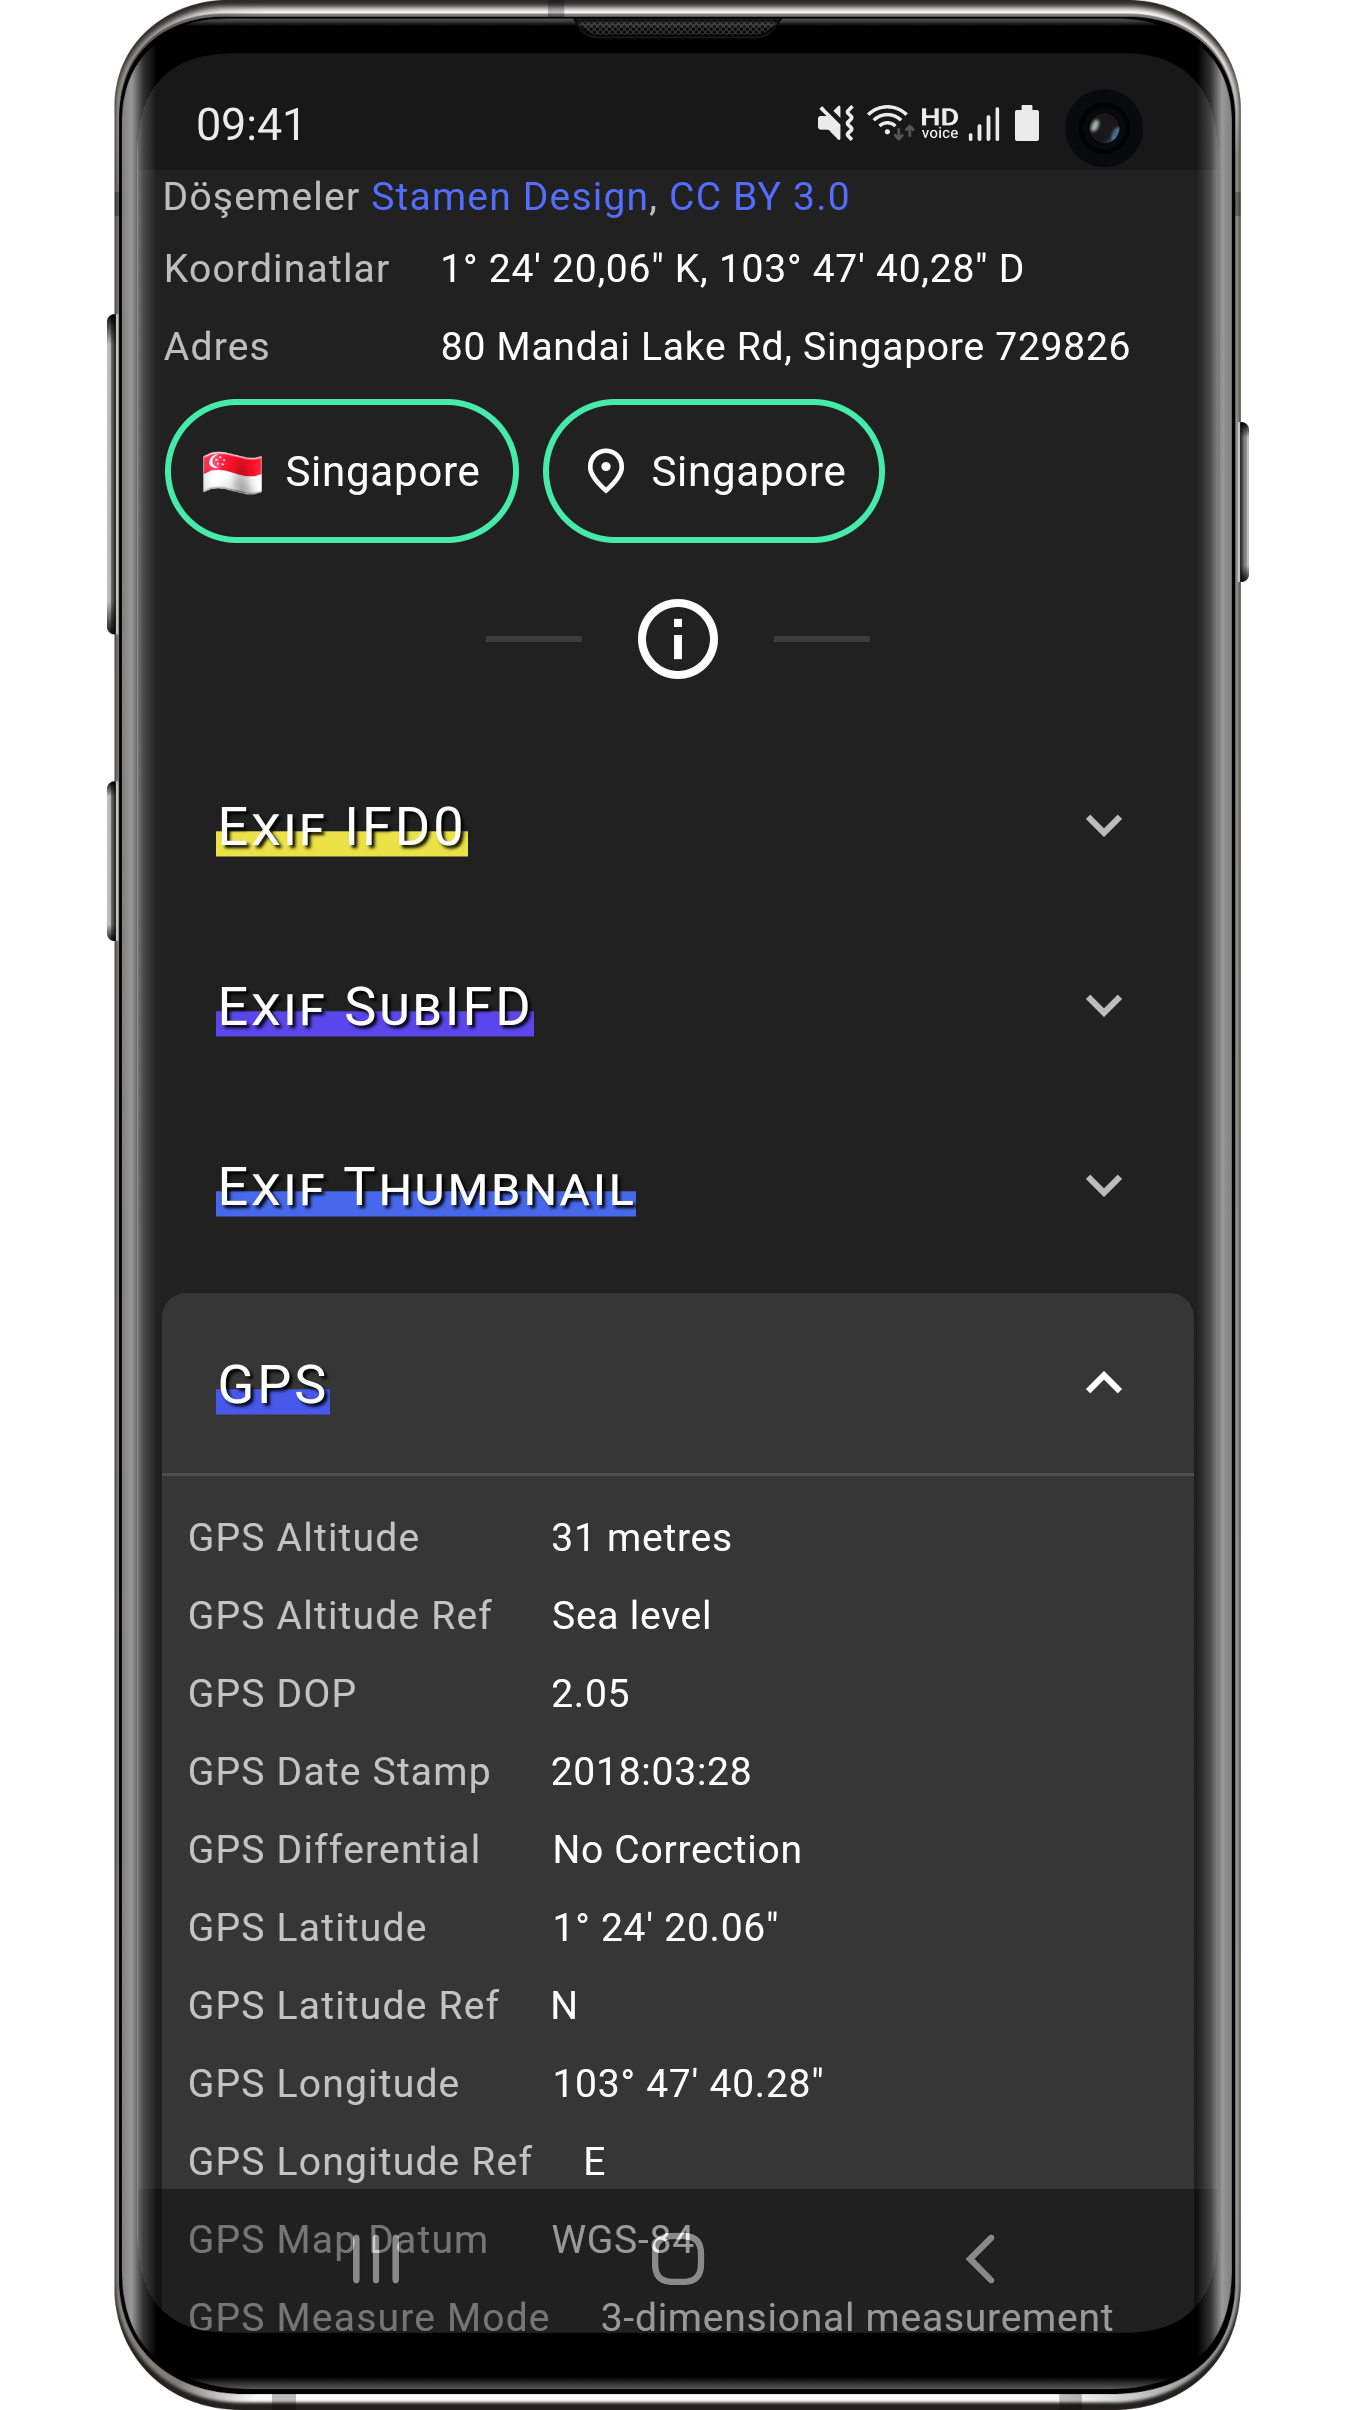 09:41
HD voice
Döşemeler Stamen Design, CC BY 3.0
Koordinatlar 1° 24' 20,06" K, 103° 47' 40,28" D
Adres 80 Mandai Lake Rd, Singapore 729826
Singapore Singapore
Exif IFD0
Exif SubIFD
Exif Thumbnail
GPS
GPS Altitude 31 metres
GPS Altitude Ref Sea level
GPS DOP 2.05
GPS Date Stamp 2018:03:28
GPS Differential No Correction
GPS Latitude 1° 24' 20.06"
GPS Latitude Ref N
GPS Longitude 103° 47' 40.28"
GPS Longitude Ref E
GPS Map Datum WGS-84
GPS Measure Mode 3-dimensional measurement